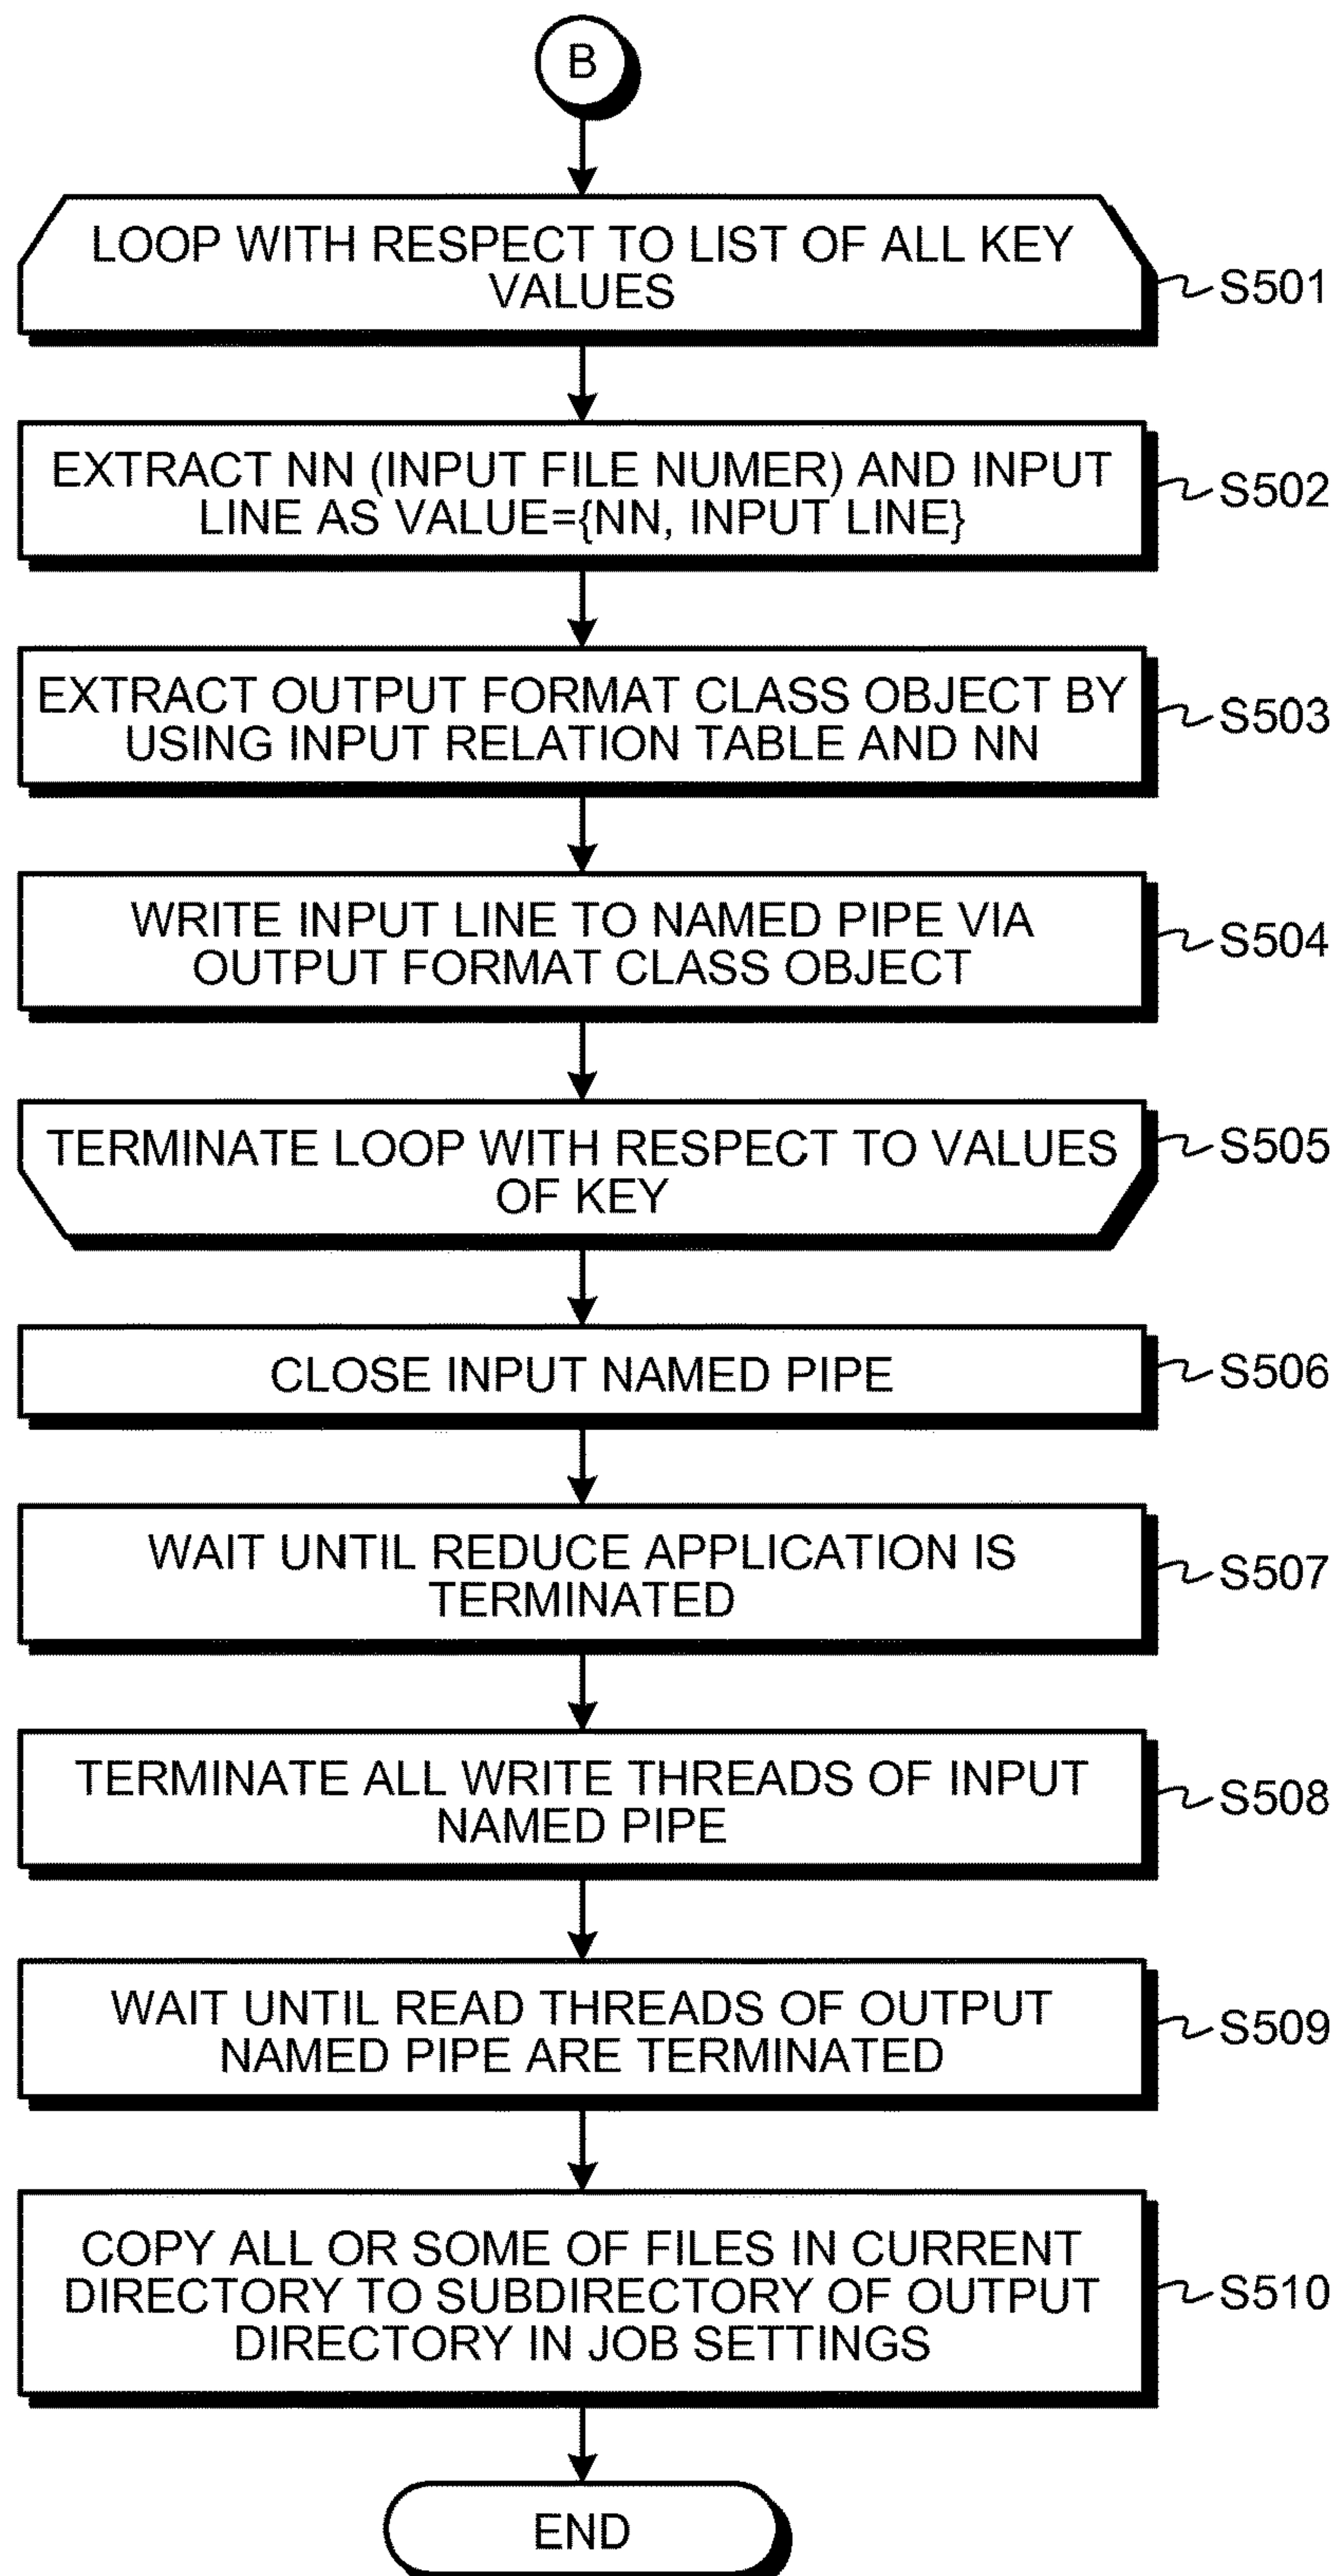 B
LOOP WITH RESPECT TO LIST OF ALL KEY
VALUES
S501
EXTRACT NN (INPUT FILE NUMER) AND INPUT
LINE AS VALUE={NN, INPUT LINE}
S502
EXTRACT OUTPUT FORMAT CLASS OBJECT BY
USING INPUT RELATION TABLE AND NN
S503
WRITE INPUT LINE TO NAMED PIPE VIA
OUTPUT FORMAT CLASS OBJECT
S504
TERMINATE LOOP WITH RESPECT TO VALUES
OF KEY
S505
CLOSE INPUT NAMED PIPE
S506
WAIT UNTIL REDUCE APPLICATION IS
TERMINATED
S507
TERMINATE ALL WRITE THREADS OF INPUT
NAMED PIPE
S508
WAIT UNTIL READ THREADS OF OUTPUT
NAMED PIPE ARE TERMINATED
S509
COPY ALL OR SOME OF FILES IN CURRENT
DIRECTORY TO SUBDIRECTORY OF OUTPUT
DIRECTORY IN JOB SETTINGS
S510
END